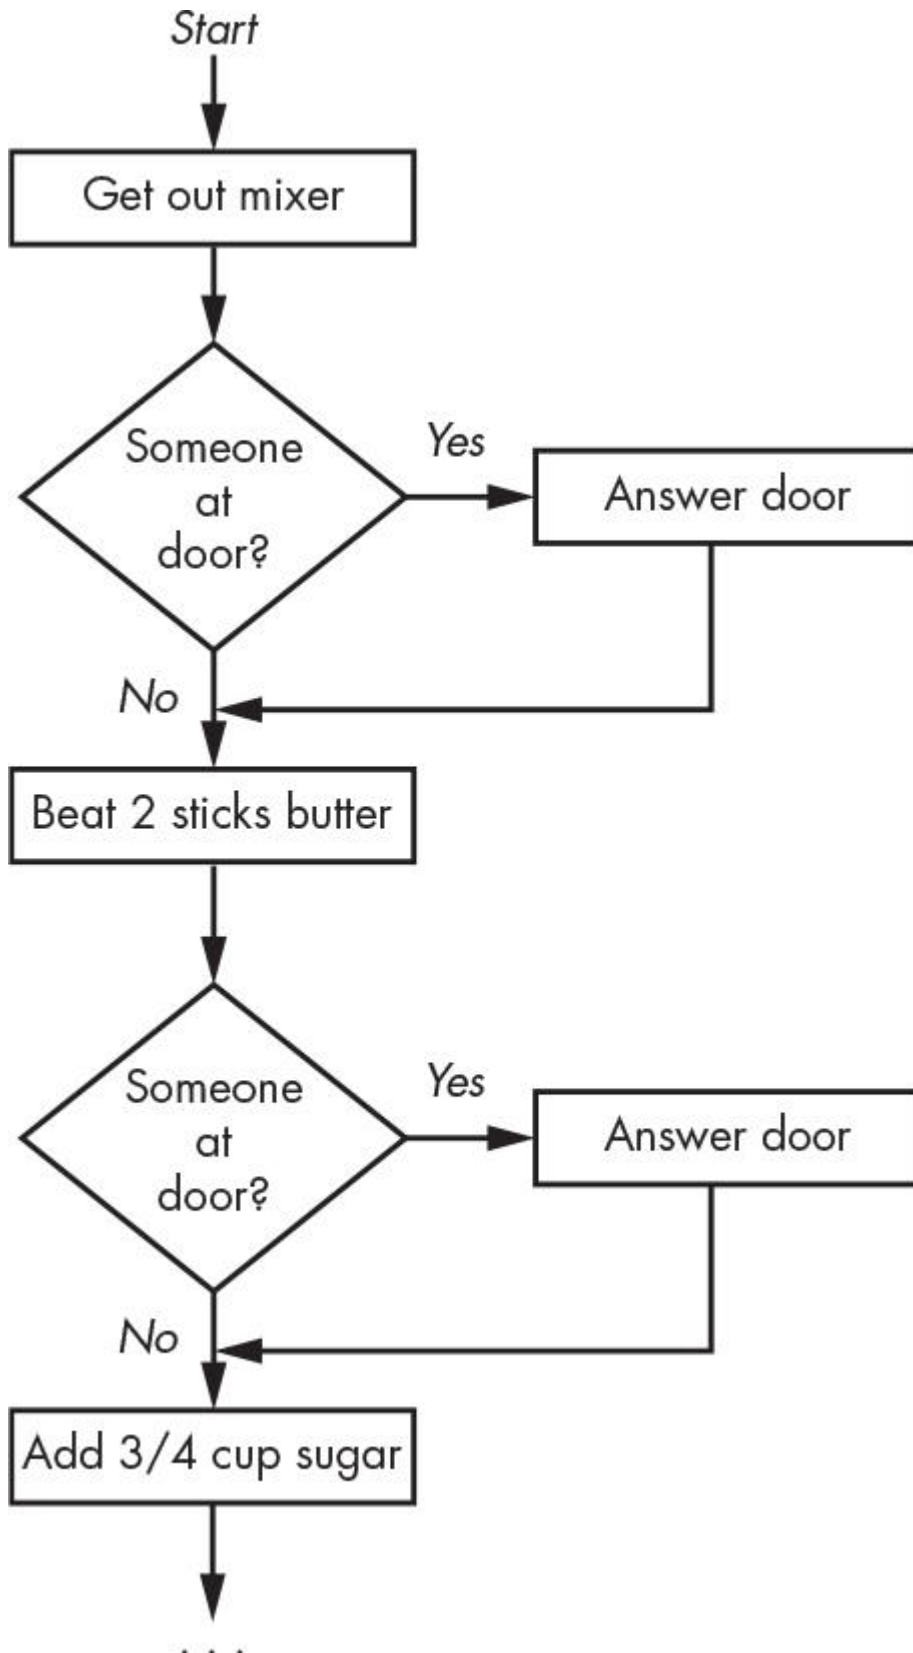 Start
Get out mixer
Someone
at
door?
Yes
Answer door
No
Beat 2 sticks butter
Someone
at
door?
Yes
Answer door
No
Add 3/4 cup sugar